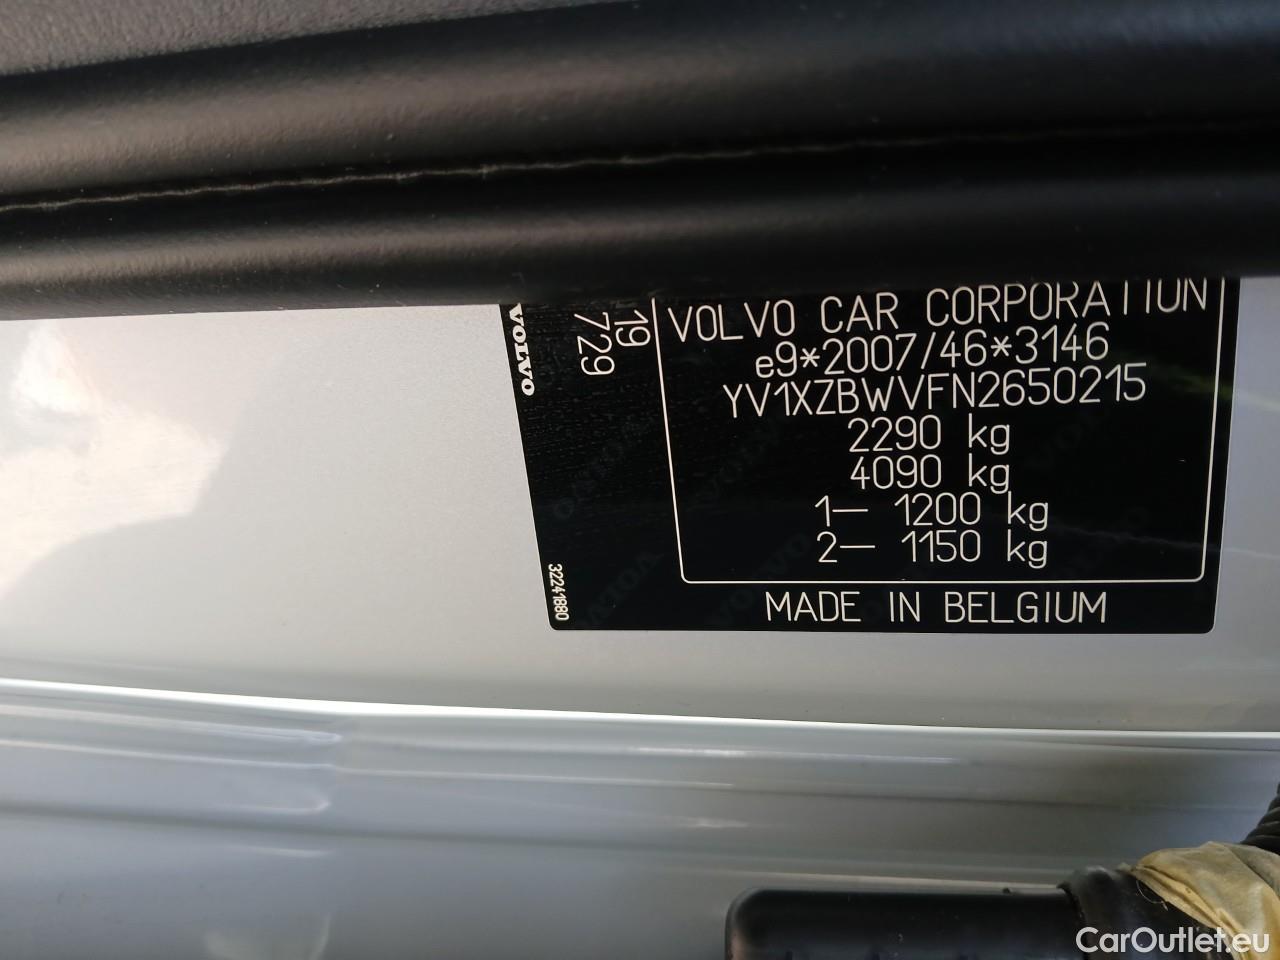 VOLVO CAR CORPORATION
e9*2007/46*3146
YV1XZBWVFN2650215
2290 kg
4090 kg
1— 1200 kg
2— 1150 kg
MADE IN BELGIUM
VOLVO
19
729
32241880
CarOutlet.eu